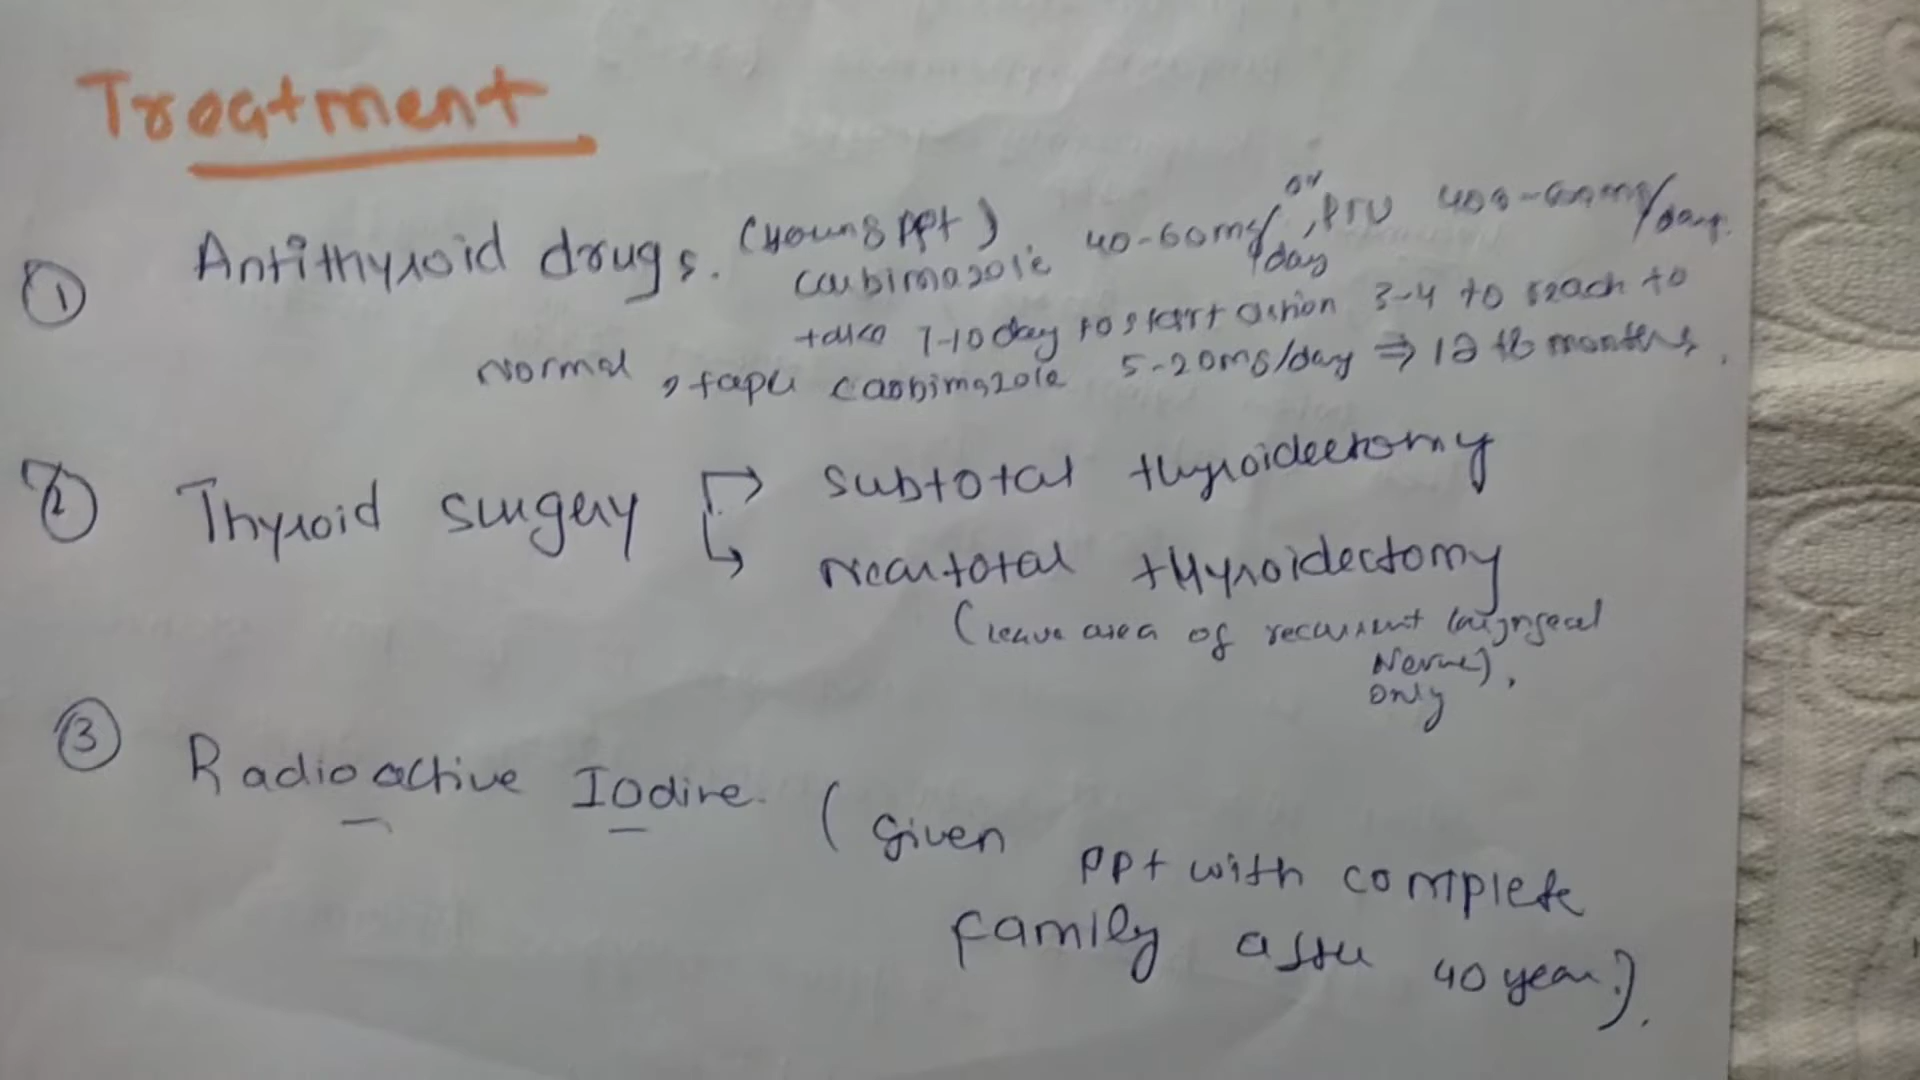 Treatment
① Antithyroid drugs. (young ppt)
carbimazole 40-60mg/day or, PTU 400-600mg/day.
take 7-10 day to start action 3-4 to reach to
normal, taper carbimazole 5-20mg/day ⇒ 18 months.
② Thyroid surgery → subtotal thyroidectomy
↳ neartotal thyroidectomy
(leave area of recurrent laryngeal
Nerve).
only
③ Radioactive Iodine. (Given
ppt with complete
family after 40 year.).